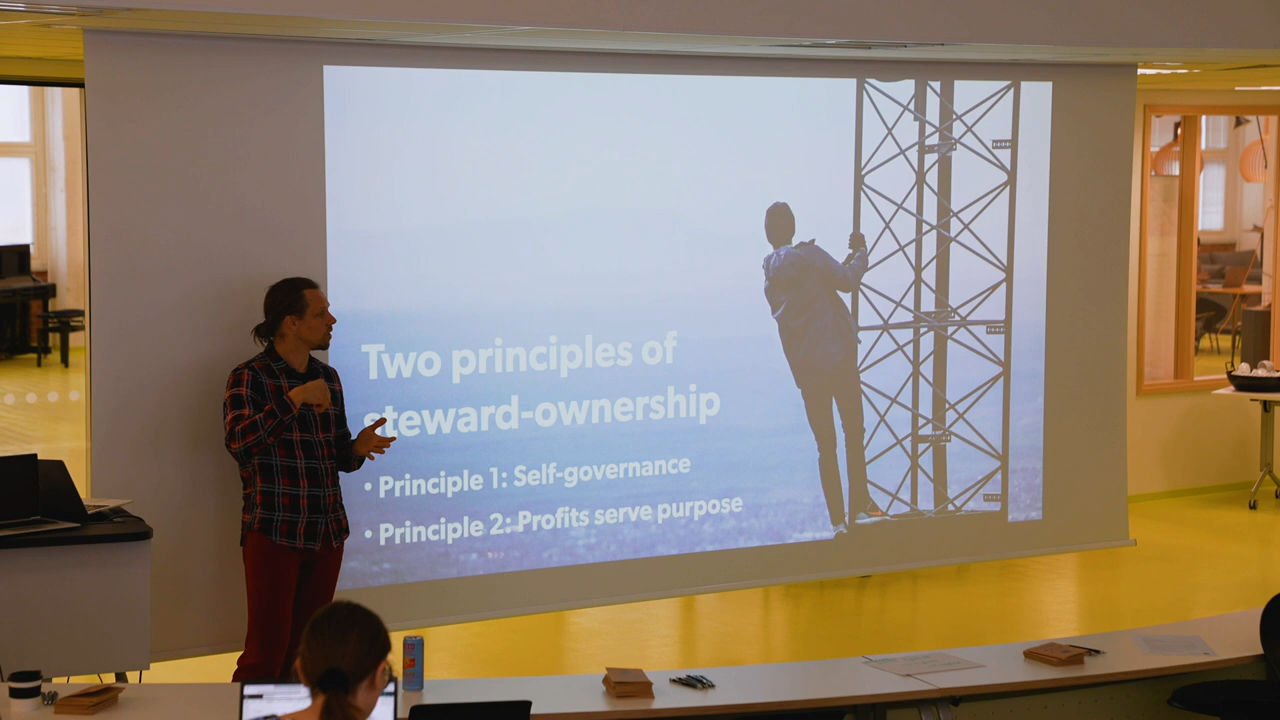 Two principles of
steward-ownership
• Principle 1: Self-governance
• Principle 2: Profits serve purpose